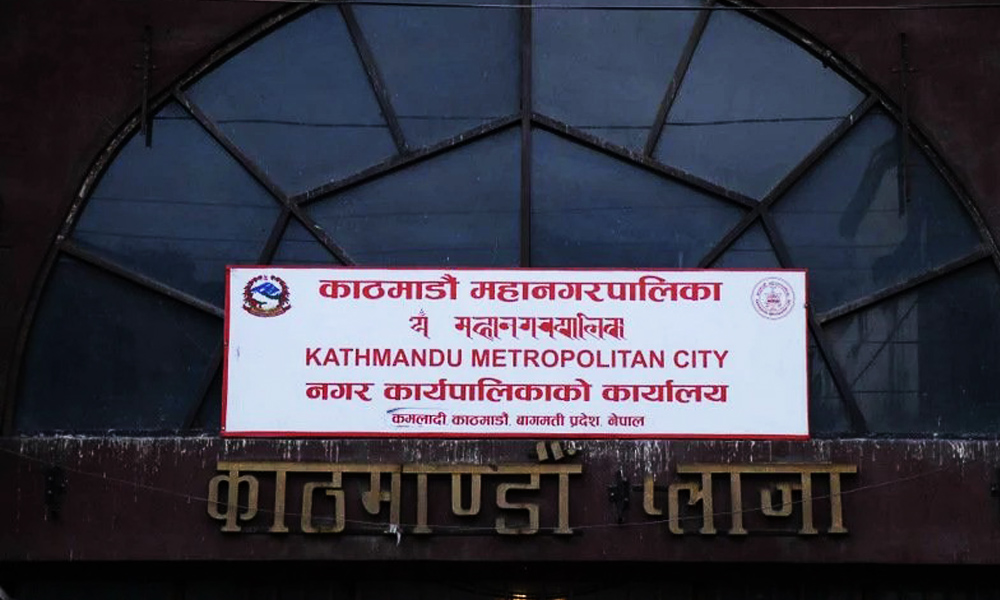 काठमाडौं महानगरपालिका
KATHMANDU METROPOLITAN CITY
नगर कार्यपालिकाको कार्यालय
कमलादी, काठमाडौं, बागमती प्रदेश, नेपाल
काठमाण्डौं प्लाजा